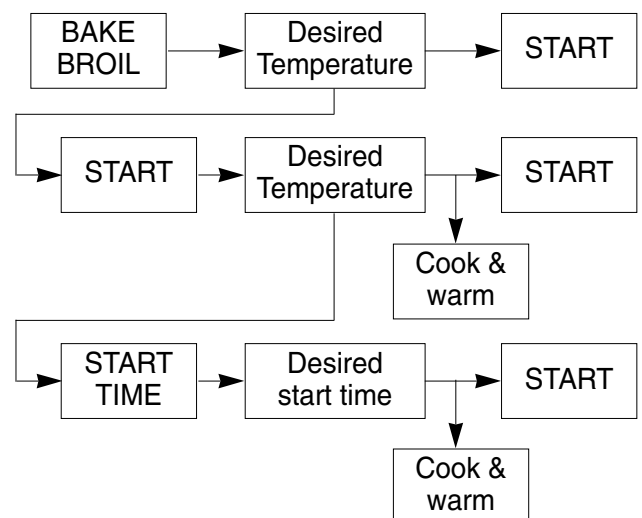 BAKE
BROIL
Desired
Temperature
START
START
Desired
Temperature
START
Cook &
warm
START
TIME
Desired
start time
START
Cook &
warm